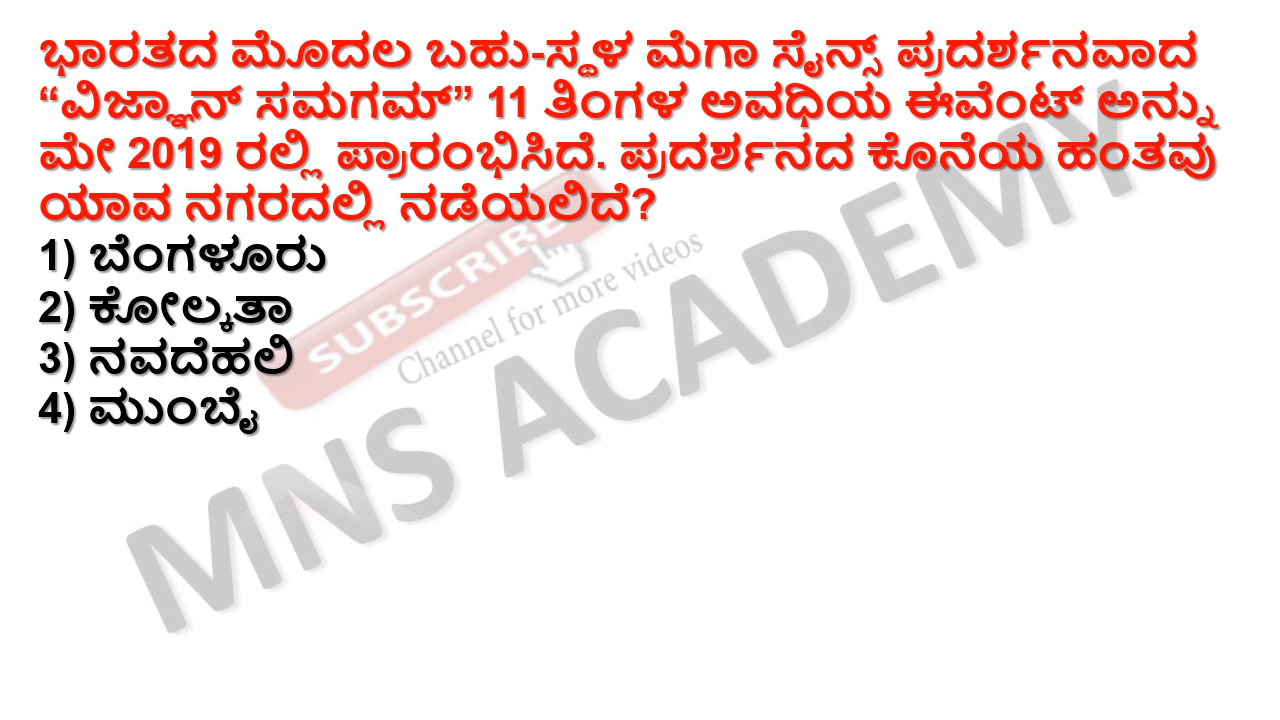 ಭಾರತದ ಮೊದಲ ಬಹು-ಸ್ಥಳ ಮೆಗಾ ಸೈನ್ಸ್ ಪ್ರದರ್ಶನವಾದ
“ವಿಜ್ಞಾನ್ ಸಮಗಮ್” 11 ತಿಂಗಳ ಅವಧಿಯ ಈವೆಂಟ್ ಅನ್ನು
ಮೇ 2019 ರಲ್ಲಿ ಪ್ರಾರಂಭಿಸಿದೆ. ಪ್ರದರ್ಶನದ ಕೊನೆಯ ಹಂತವು
ಯಾವ ನಗರದಲ್ಲಿ ನಡೆಯಲಿದೆ?
1) ಬೆಂಗಳೂರು
2) ಕೋಲ್ಕತಾ
3) ನವದೆಹಲಿ
4) ಮುಂಬೈ
SUBSCRIBE
Channel for more videos
MNS ACADEMY